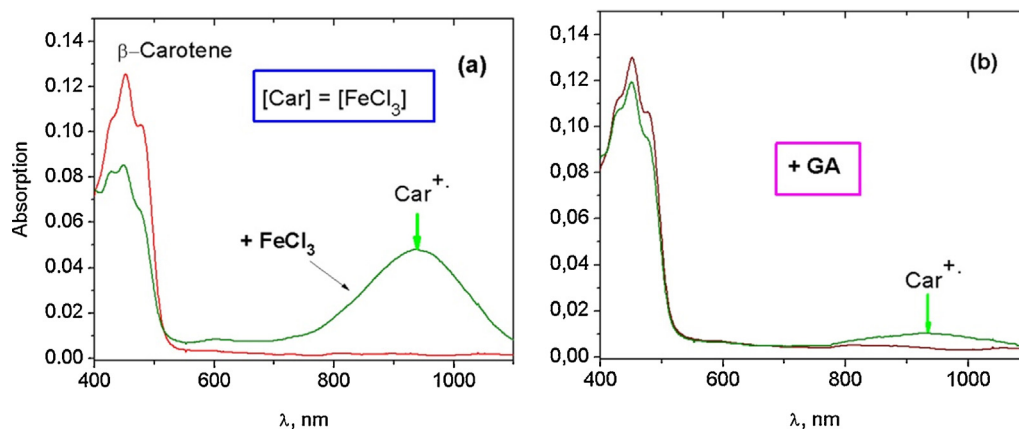 0.14
0.12
0.10
0.08
0.06
0.04
0.02
0.00
Absorption
β–Carotene
(a)
[Car] = [FeCl3]
Car+.
+ FeCl3
400 600 800 1000
λ, nm
0,14
0,12
0,10
0,08
0,06
0,04
0,02
0,00
(b)
+ GA
Car+.
400 600 800 1000
λ, nm